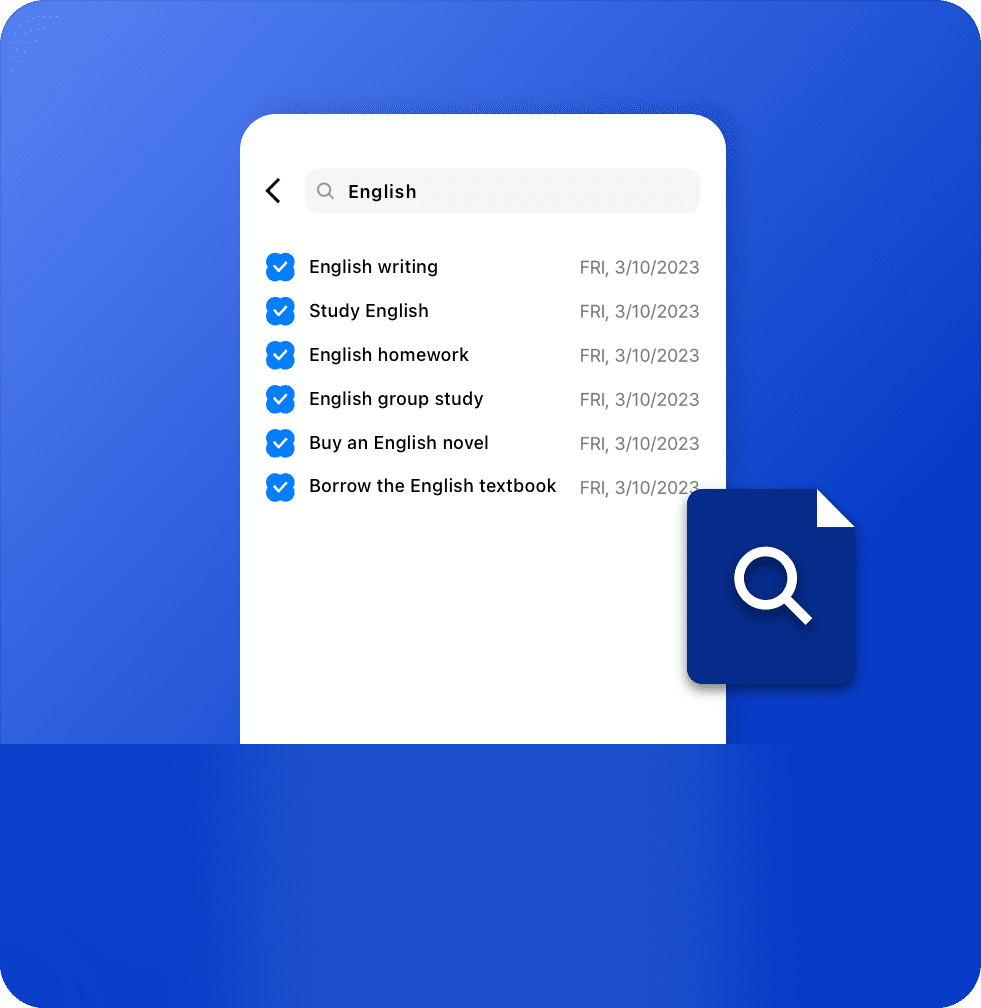 English
English writing FRI, 3/10/2023
Study English FRI, 3/10/2023
English homework FRI, 3/10/2023
English group study FRI, 3/10/2023
Buy an English novel FRI, 3/10/2023
Borrow the English textbook FRI, 3/10/2023